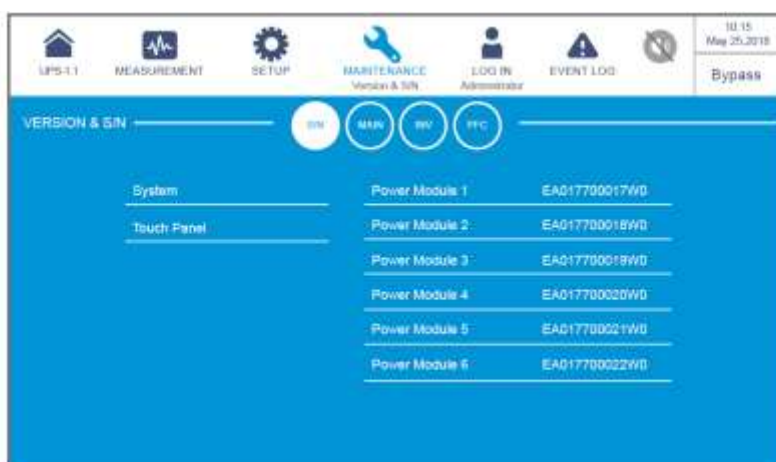 10:15
May 25,2018
UPS-1.1
MEASUREMENT
SETUP
MAINTENANCE
Version & S/N
LOG IN
Administrator
EVENT LOG
Bypass
VERSION & S/N
S/N
MAIN
INV
PFC
System
Touch Panel
Power Module 1 EA017700017W0
Power Module 2 EA017700018W0
Power Module 3 EA017700019W0
Power Module 4 EA017700020W0
Power Module 5 EA017700021W0
Power Module 6 EA017700022W0